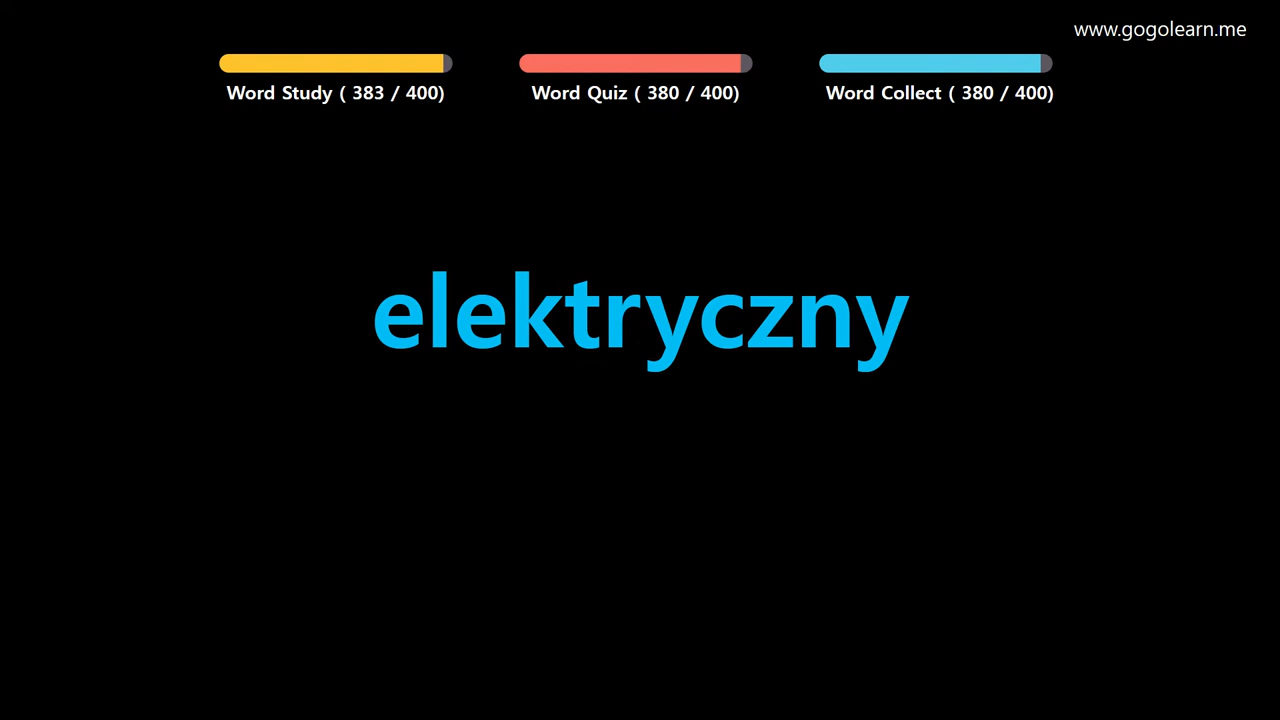 www.gogolearn.me
Word Study ( 383 / 400)
Word Quiz ( 380 / 400)
Word Collect ( 380 / 400)
elektryczny